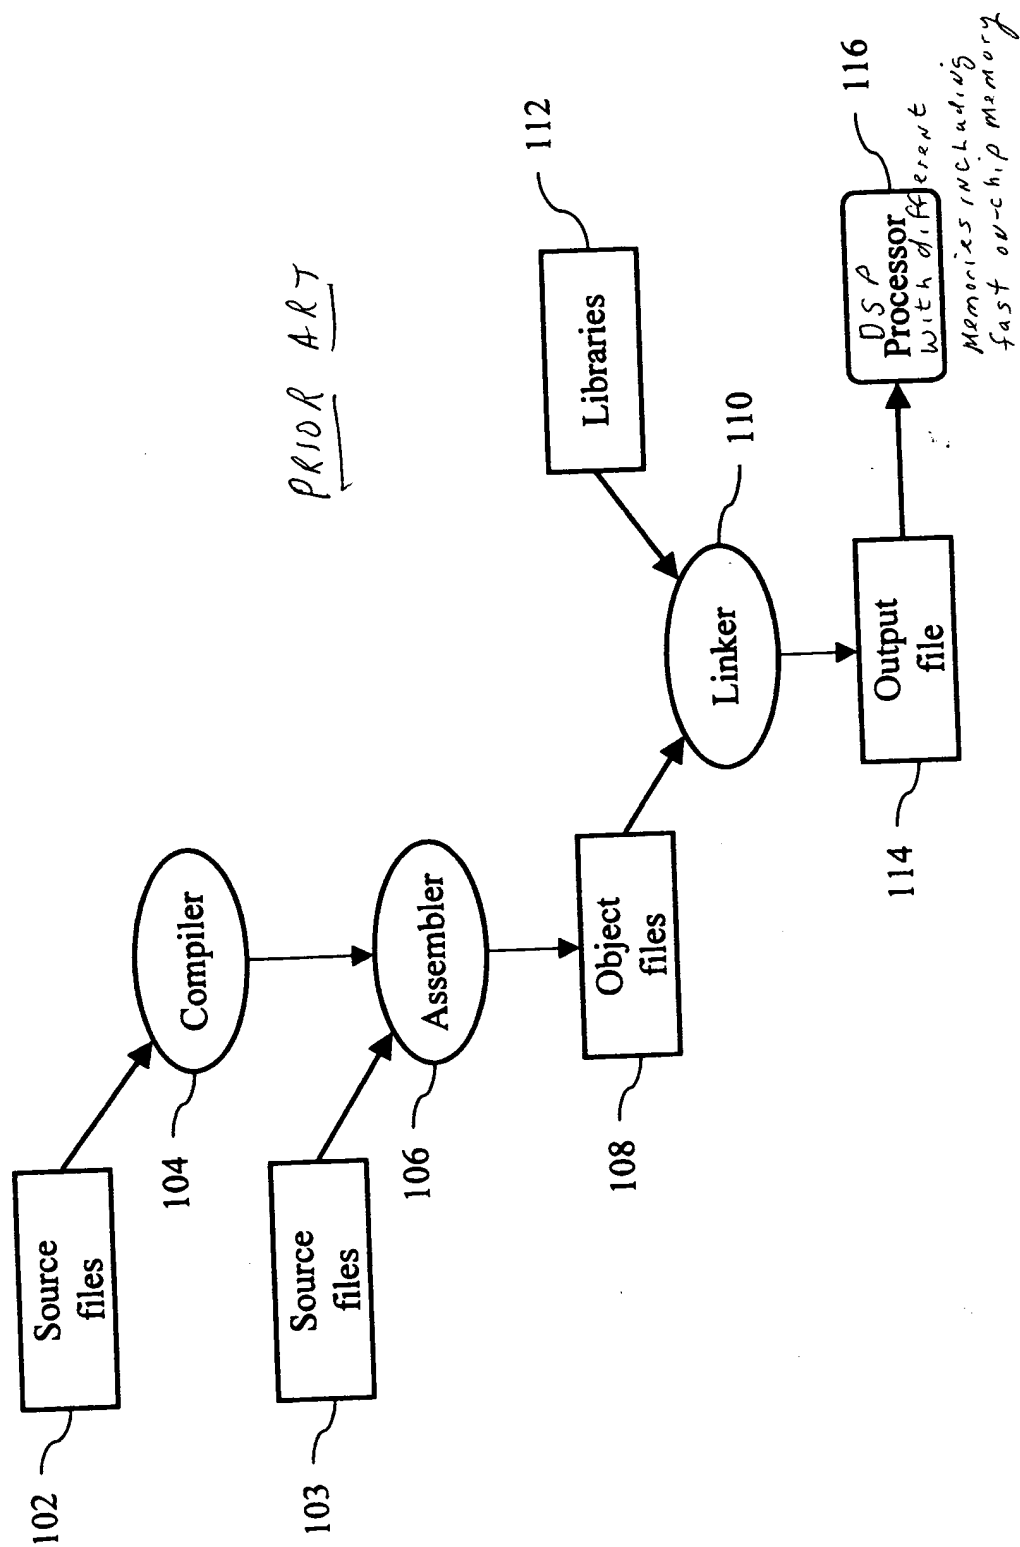 PRIOR ART
102
Source
files
104
Compiler
103
Source
files
106
Assembler
108
Object
files
112
Libraries
110
Linker
114
Output
file
116
DSP
Processor
with different
Memories including
fast on-chip memory